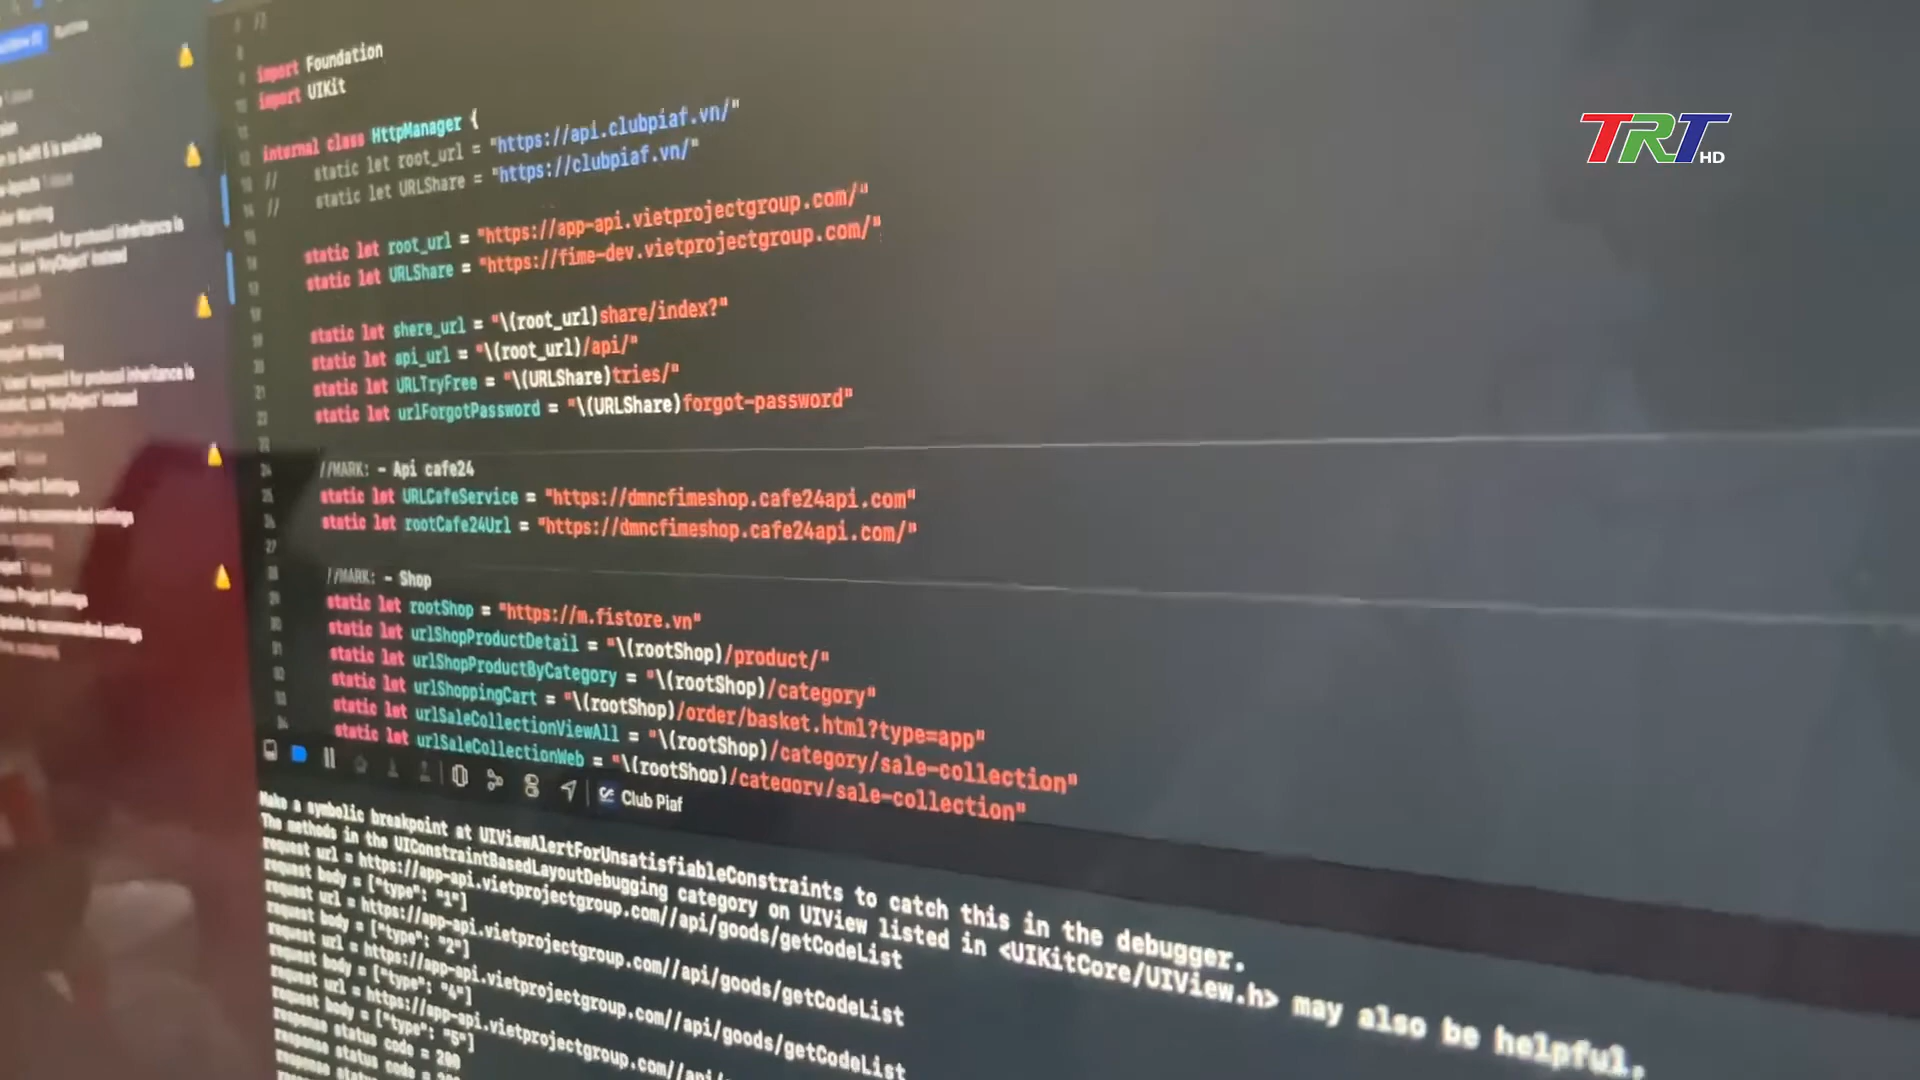 import Foundation
import UIKit
internal class HttpManager {
// static let root_url = "https://api.clubpiaf.vn/"
// static let URLShare = "https://clubpiaf.vn/"
static let root_url = "https://app-api.vietprojectgroup.com/"
static let URLShare = "https://fime-dev.vietprojectgroup.com/"
static let shere_url = "\(root_url)share/index?"
static let api_url = "\(root_url)/api/"
static let URLTryFree = "\(URLShare)tries/"
static let urlForgotPassword = "\(URLShare)forgot-password"
//MARK: - Api cafe24
static let URLCafeService = "https://dmncfimeshop.cafe24api.com"
static let rootCafe24Url = "https://dmncfimeshop.cafe24api.com/"
//MARK: - Shop
static let rootShop = "https://m.fistore.vn"
static let urlShopProductDetail = "\(rootShop)/product/"
static let urlShopProductByCategory = "\(rootShop)/category"
static let urlShoppingCart = "\(rootShop)/order/basket.html?type=app"
static let urlSaleCollectionViewAll = "\(rootShop)/category/sale-collection"
static let urlSaleCollectionWeb = "\(rootShop)/category/sale-collection"
Club Piaf
Make a symbolic breakpoint at UIViewAlertForUnsatisfiableConstraints to catch this in the debugger.
The methods in the UIConstraintBasedLayoutDebugging category on UIView listed in <UIKitCore/UIView.h> may also be helpful.
request url = https://app-api.vietprojectgroup.com//api/goods/getCodeList
request body = ["type": "1"]
request url = https://app-api.vietprojectgroup.com//api/goods/getCodeList
request body = ["type": "2"]
request url = https://app-api.vietprojectgroup.com//api/goods/getCodeList
request body = ["type": "4"]
request url = https://app-api.vietprojectgroup.com//api/
request body = ["type": "5"]
response status code = 200
response status code =
TRT HD